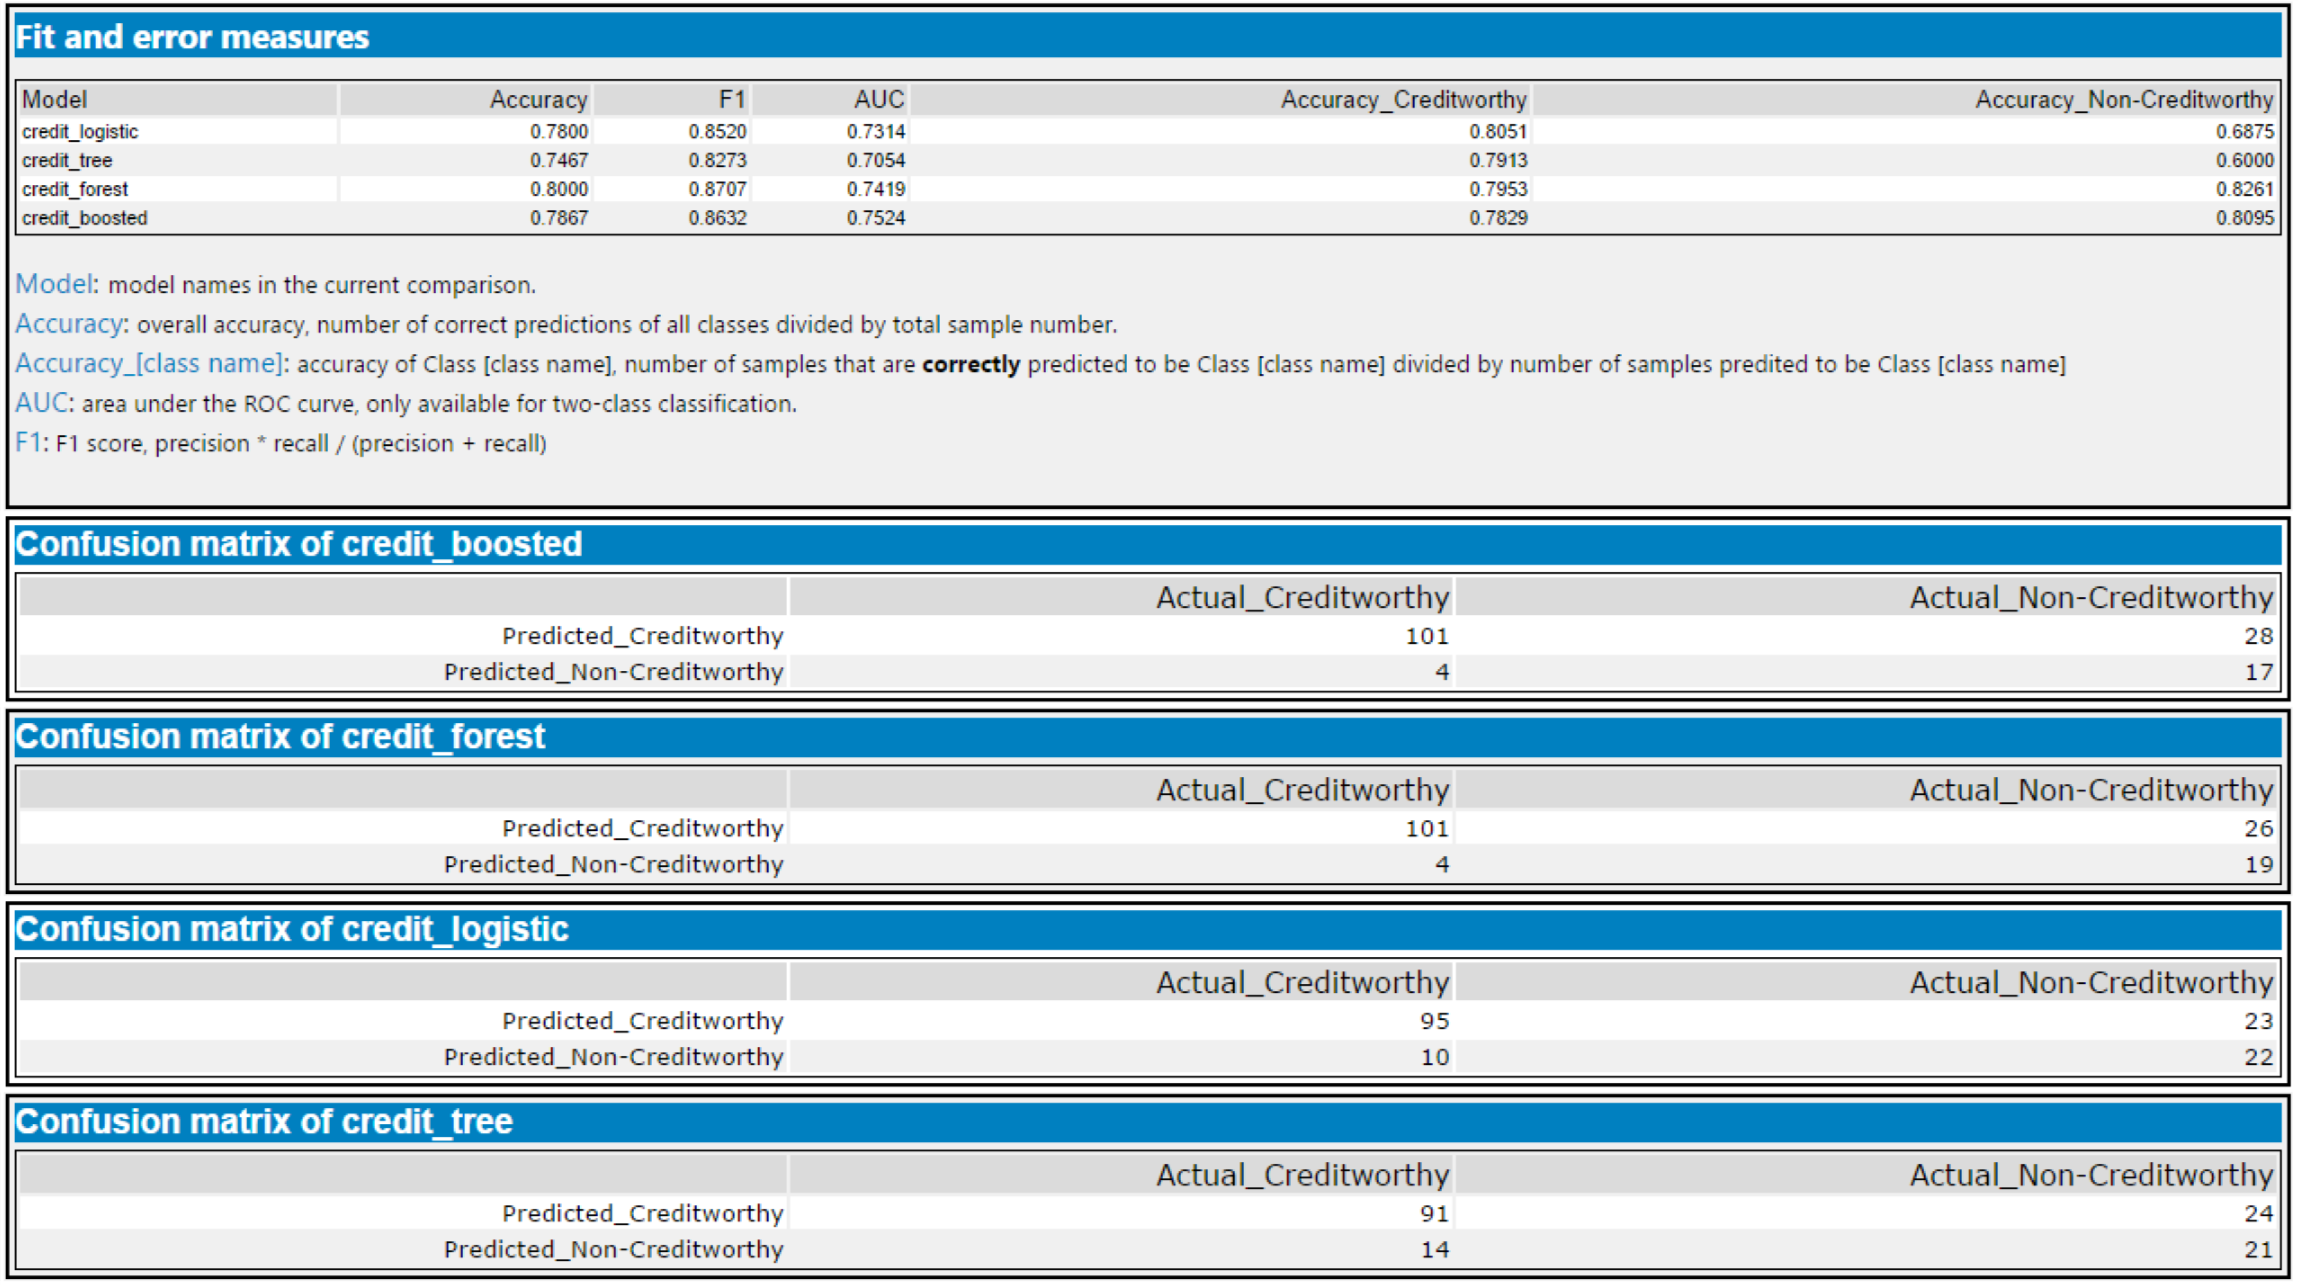 Fit and error measures
Model Accuracy F1 AUC Accuracy_Creditworthy Accuracy_Non-Creditworthy
credit_logistic 0.7800 0.8520 0.7314 0.8051 0.6875
credit_tree 0.7467 0.8273 0.7054 0.7913 0.6000
credit_forest 0.8000 0.8707 0.7419 0.7953 0.8261
credit_boosted 0.7867 0.8632 0.7524 0.7829 0.8095
Model: model names in the current comparison.
Accuracy: overall accuracy, number of correct predictions of all classes divided by total sample number.
Accuracy_[class name]: accuracy of Class [class name], number of samples that are correctly predicted to be Class [class name] divided by number of samples predited to be Class [class name]
AUC: area under the ROC curve, only available for two-class classification.
F1: F1 score, precision * recall / (precision + recall)
Confusion matrix of credit_boosted
Actual_Creditworthy Actual_Non-Creditworthy
Predicted_Creditworthy 101 28
Predicted_Non-Creditworthy 4 17
Confusion matrix of credit_forest
Actual_Creditworthy Actual_Non-Creditworthy
Predicted_Creditworthy 101 26
Predicted_Non-Creditworthy 4 19
Confusion matrix of credit_logistic
Actual_Creditworthy Actual_Non-Creditworthy
Predicted_Creditworthy 95 23
Predicted_Non-Creditworthy 10 22
Confusion matrix of credit_tree
Actual_Creditworthy Actual_Non-Creditworthy
Predicted_Creditworthy 91 24
Predicted_Non-Creditworthy 14 21